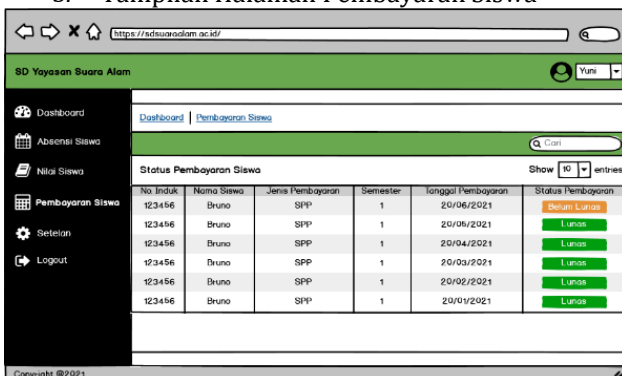 Tampilan Halaman Pembayaran Siswa
https://sdsuaraalam.ac.id/
SD Yayasan Suara Alam
Yuni
Dashboard
Absensi Siswa
Nilai Siswa
Pembayaran Siswa
Setelan
Logout
Dashboard | Pembayaran Siswa
Cari
Status Pembayaran Siswa Show 10 entries
No. Induk Nama Siswa Jenis Pembayaran Semester Tanggal Pembayaran Status Pembayaran
123456 Bruno SPP 1 20/06/2021 Belum Lunas
123456 Bruno SPP 1 20/05/2021 Lunas
123456 Bruno SPP 1 20/04/2021 Lunas
123456 Bruno SPP 1 20/03/2021 Lunas
123456 Bruno SPP 1 20/02/2021 Lunas
123456 Bruno SPP 1 20/01/2021 Lunas
Copyright @2021